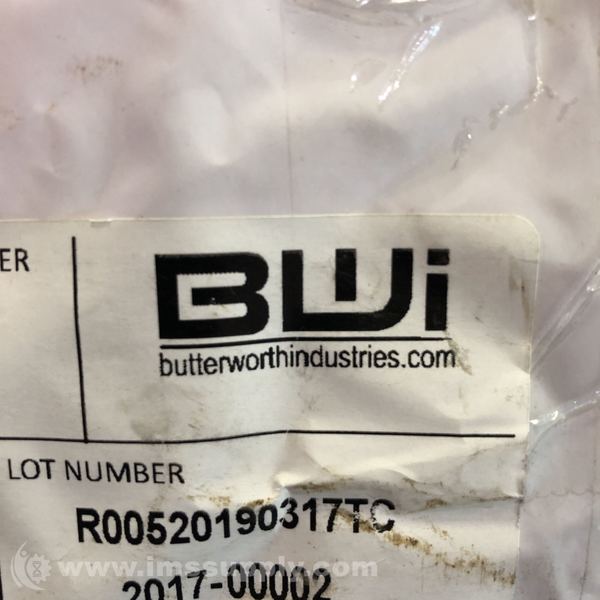 ER
BWi
butterworthindustries.com
LOT NUMBER
R00520190317TC
2017-00002
www.imssupply.com